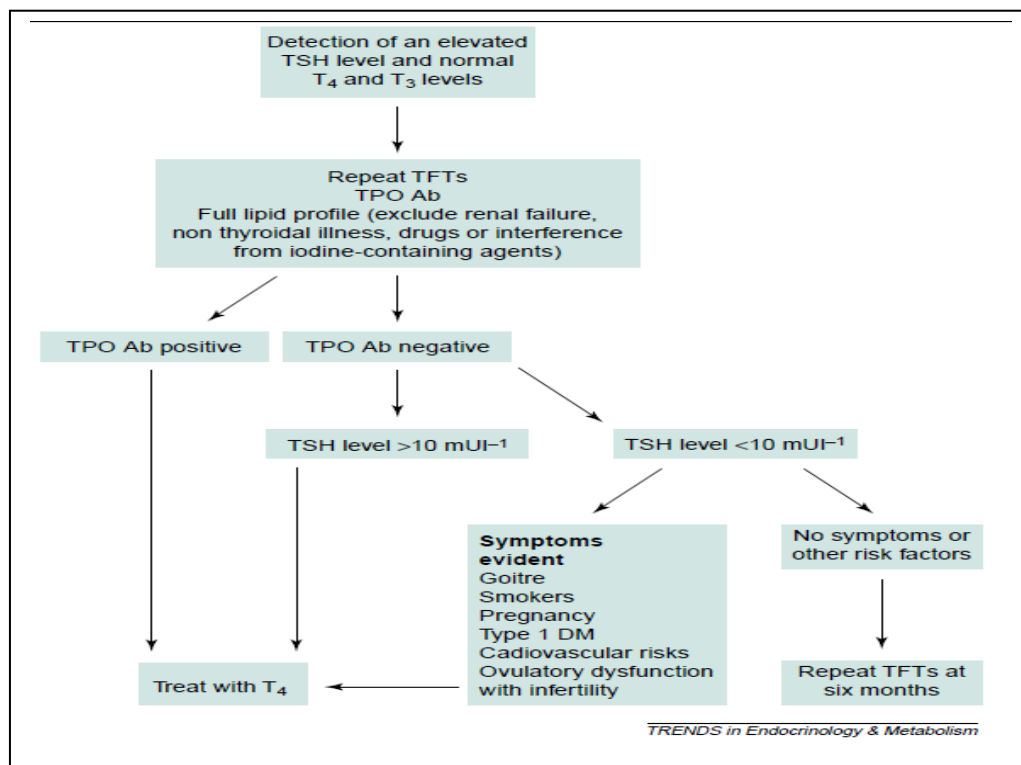 Detection of an elevated
TSH level and normal
T4 and T3 levels
Repeat TFTs
TPO Ab
Full lipid profile (exclude renal failure,
non thyroidal illness, drugs or interference
from iodine-containing agents)
TPO Ab positive
TPO Ab negative
TSH level >10 mUI–1
TSH level <10 mUI–1
Symptoms
evident
Goitre
Smokers
Pregnancy
Type 1 DM
Cadiovascular risks
Ovulatory dysfunction
with infertility
No symptoms or
other risk factors
Treat with T4
Repeat TFTs at
six months
TRENDS in Endocrinology & Metabolism